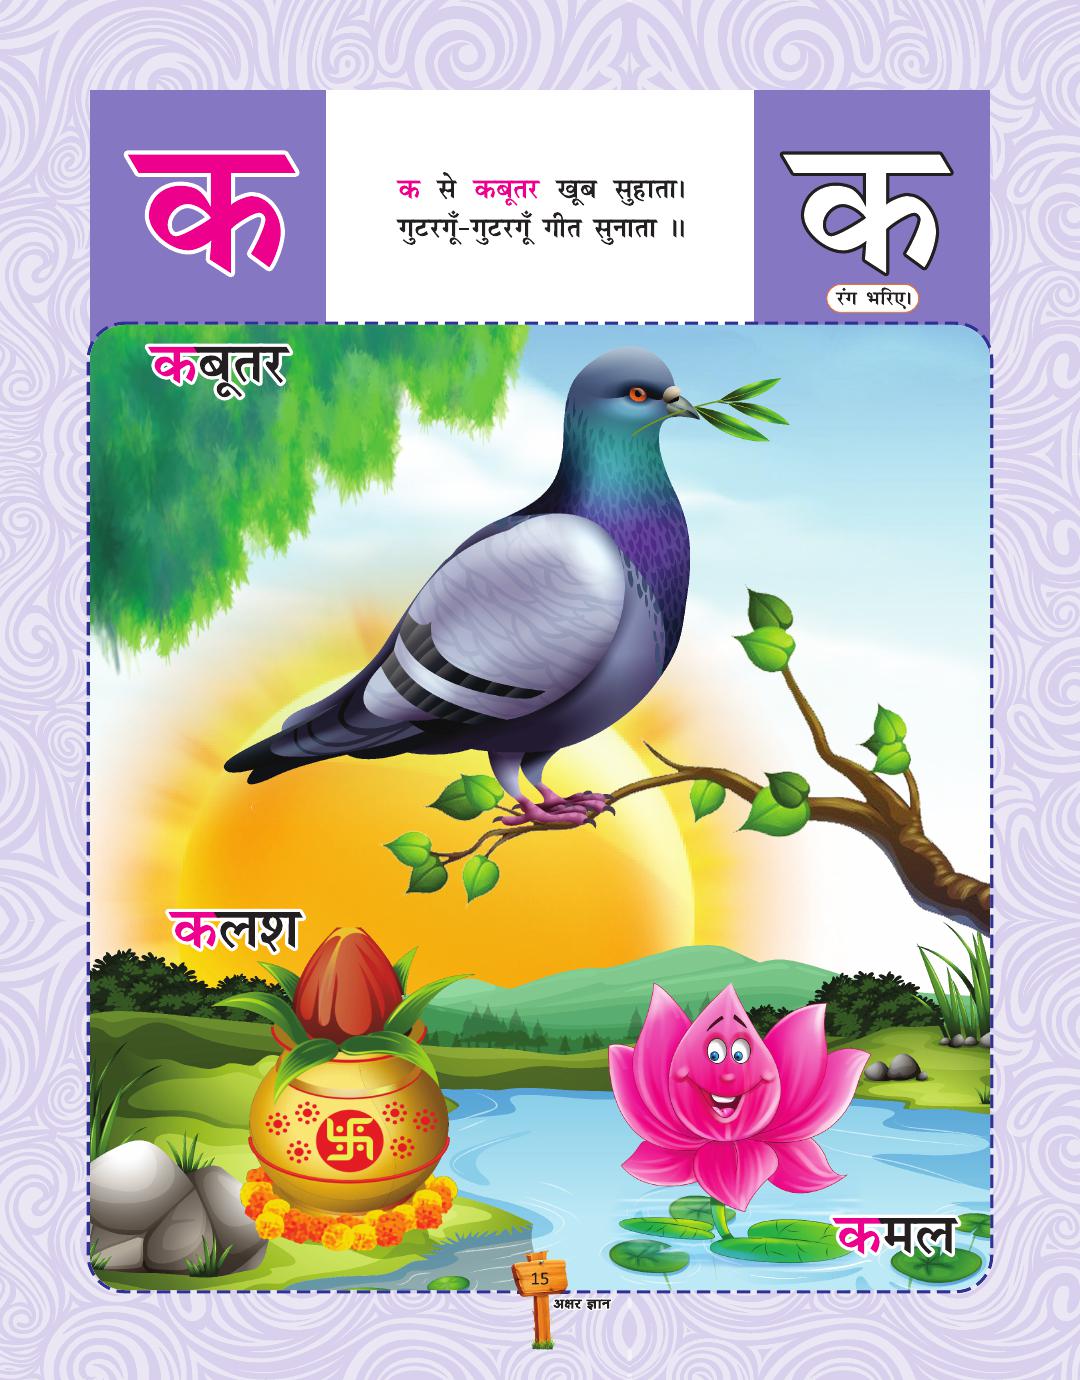 क
क से कबूतर खूब सुहाता।
गुटरगूँ-गुटरगूँ गीत सुनाता ॥
क
रंग भरिए।
कबूतर
कलश
कमल
15
अक्षर ज्ञान